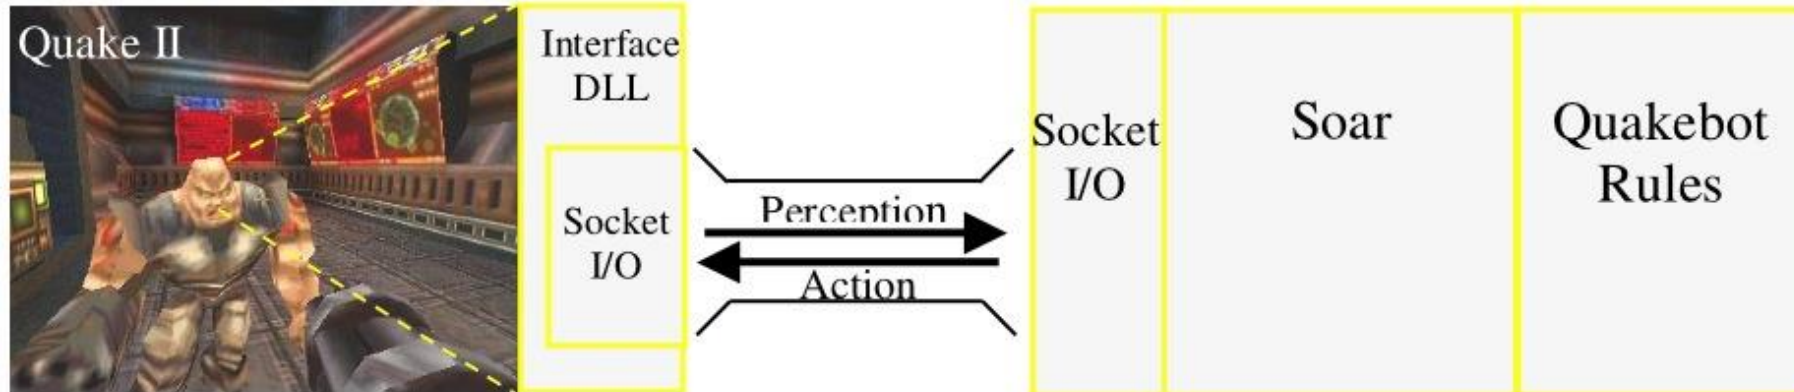 Quake II
Interface
DLL
Socket
I/O
Perception
Action
Socket
I/O
Soar
Quakebot
Rules